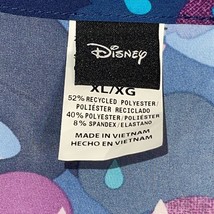 Disney
XL/XG
52% RECYCLED POLYESTER/
POLIÉSTER RECICLADO
40% POLYESTER/POLIÉSTER
8% SPANDEX/ELASTANO
MADE IN VIETNAM
HECHO EN VIETNAM